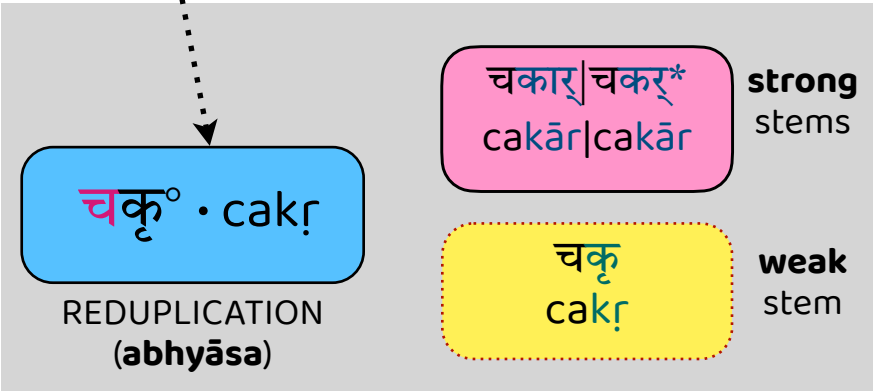 चकृ° · cakṛ
REDUPLICATION
(abhyāsa)
चकार्|चकर्*
cakār|cakār
strong
stems
चकृ
cakṛ
weak
stem